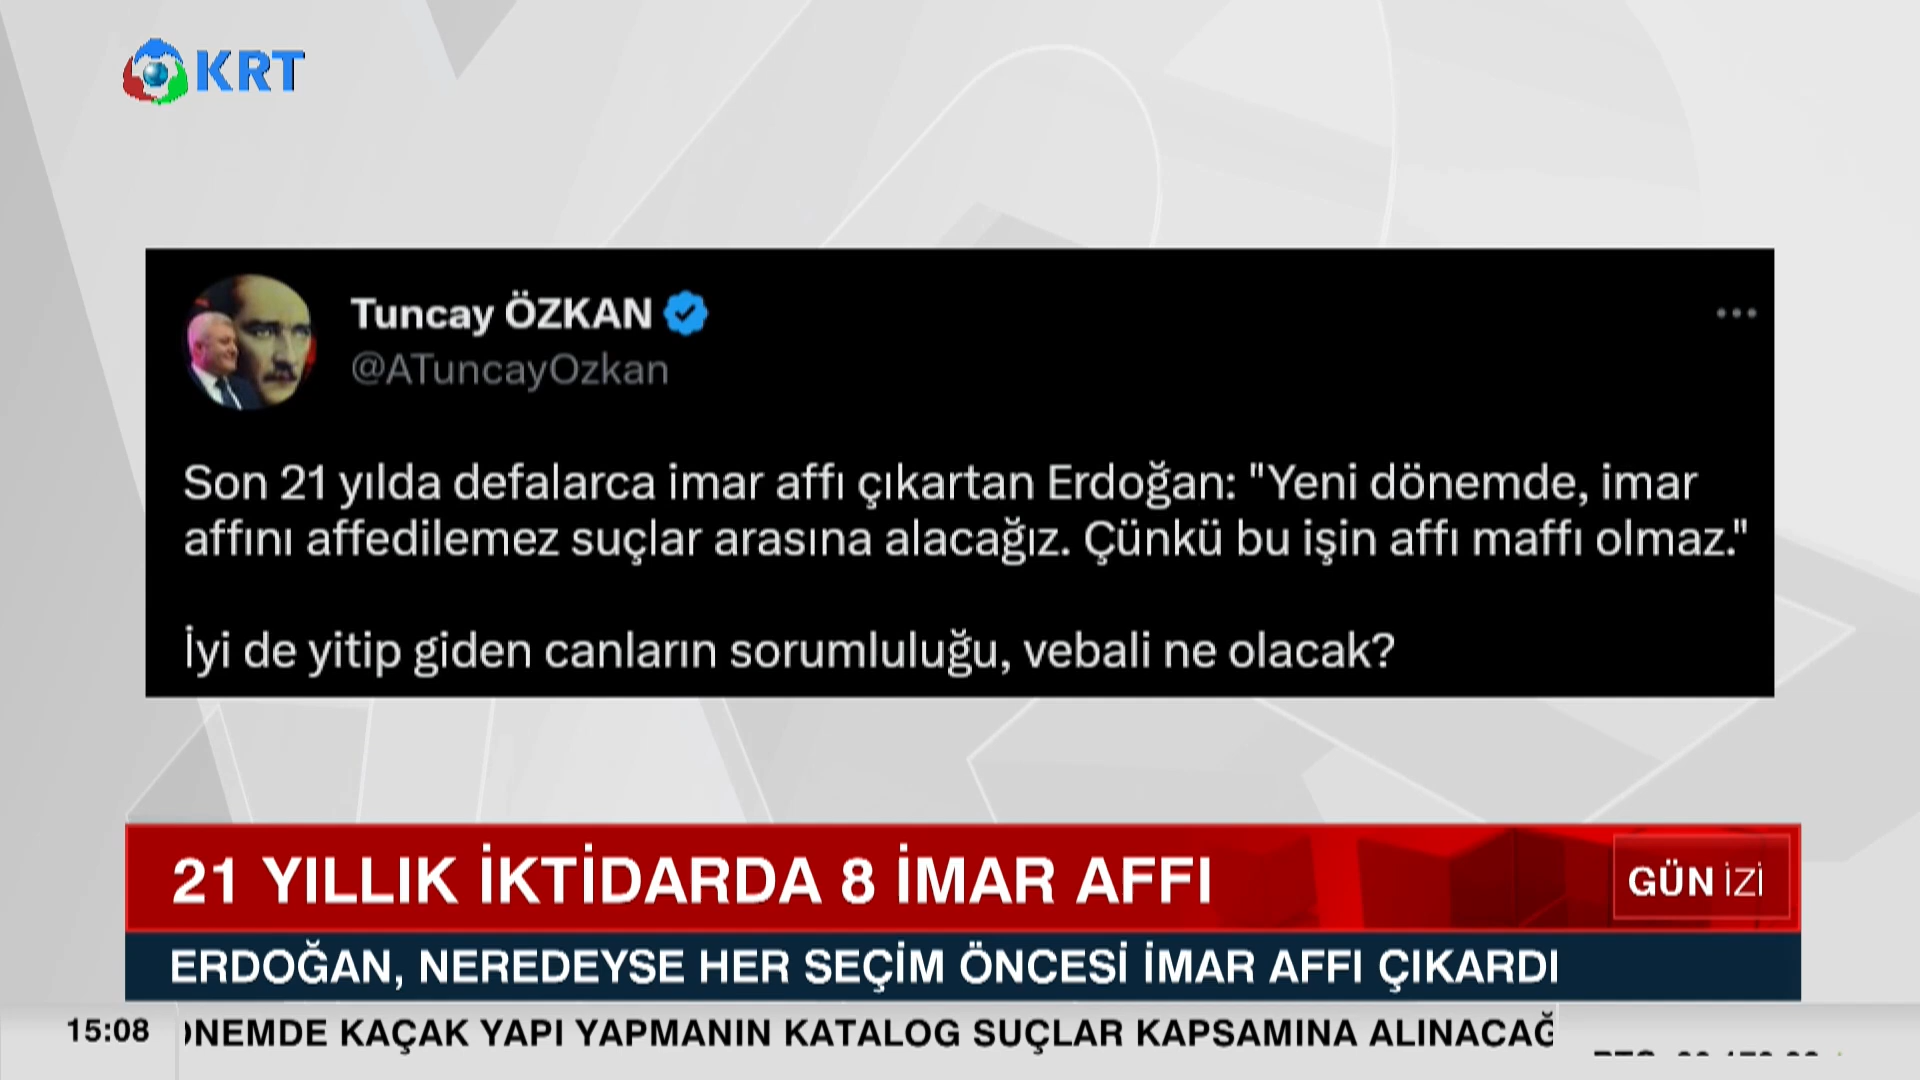 KRT
Tuncay ÖZKAN
@ATuncayOzkan
Son 21 yılda defalarca imar affı çıkartan Erdoğan: "Yeni dönemde, imar
affını affedilemez suçlar arasına alacağız. Çünkü bu işin affı maffı olmaz."
İyi de yitip giden canların sorumluluğu, vebali ne olacak?
21 YILLIK İKTİDARDA 8 İMAR AFFI
GÜN İZİ
ERDOĞAN, NEREDEYSE HER SEÇİM ÖNCESİ İMAR AFFI ÇIKARDI
15:08
KAÇAK YAPI YAPMANIN KATALOG SUÇLAR KAPSAMINA